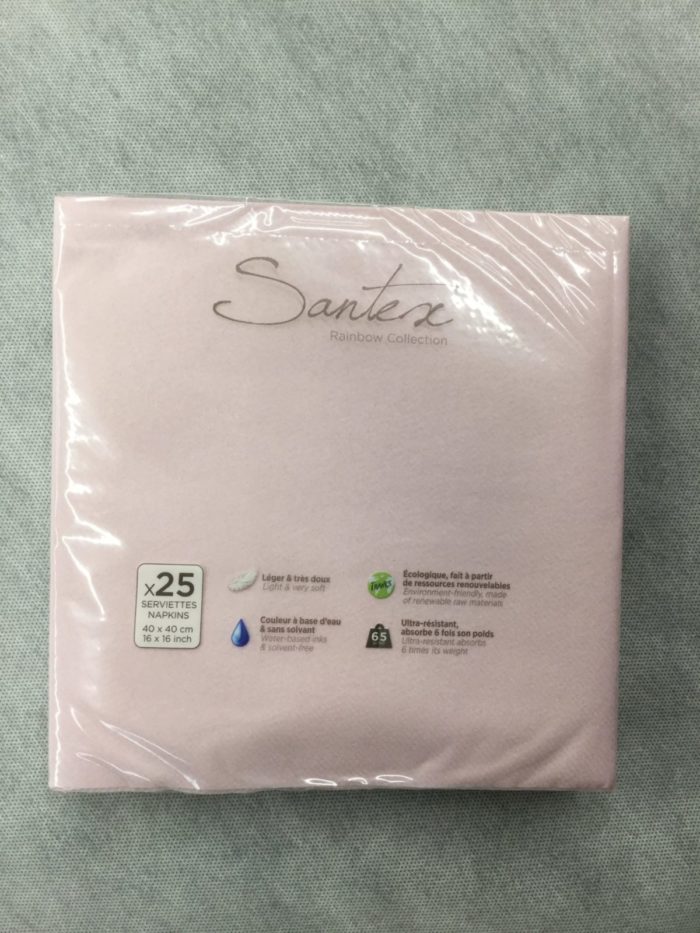 Santex
Rainbow Collection
x25
SERVIETTES
NAPKINS
40 x 40 cm
16 x 16 inch
Léger & très doux
Light & very soft
Couleur à base d'eau
& sans solvant
Water-based inks
& solvent-free
Écologique, fait à partir
de ressources renouvelables
Environment-friendly, made
of renewable raw materials
Ultra-résistant,
absorbe 6 fois son poids
Ultra-resistant absorbs
6 times its weight
65